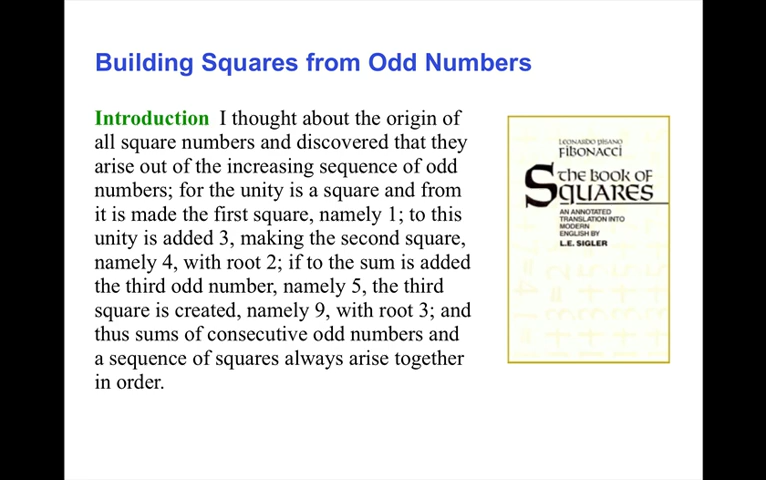 Building Squares from Odd Numbers
Introduction I thought about the origin of
all square numbers and discovered that they
arise out of the increasing sequence of odd
numbers; for the unity is a square and from
it is made the first square, namely 1; to this
unity is added 3, making the second square,
namely 4, with root 2; if to the sum is added
the third odd number, namely 5, the third
square is created, namely 9, with root 3; and
thus sums of consecutive odd numbers and
a sequence of squares always arise together
in order.
LEONARDO PISANO
FIBONACCI
THE BOOK OF
SQUARES
AN ANNOTATED
TRANSLATION INTO
MODERN
ENGLISH BY
L.E. SIGLER